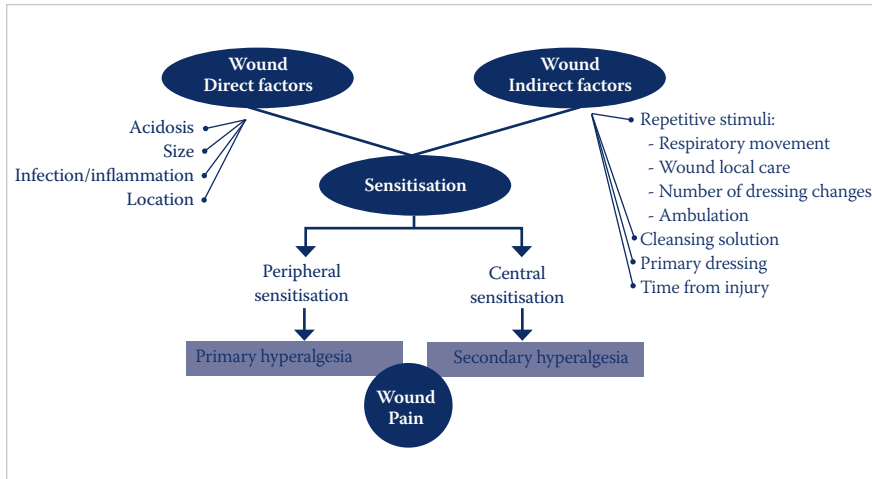 Wound
Direct factors
Wound
Indirect factors
Acidosis
Size
Infection/inflammation
Location
Repetitive stimuli:
- Respiratory movement
- Wound local care
- Number of dressing changes
- Ambulation
Cleansing solution
Primary dressing
Time from injury
Sensitisation
Peripheral
sensitisation
Central
sensitisation
Primary hyperalgesia
Secondary hyperalgesia
Wound
Pain